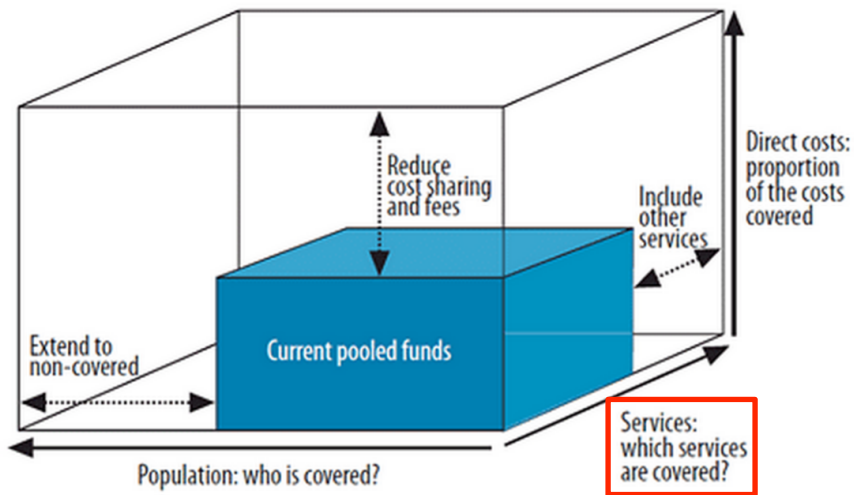 Reduce
cost sharing
and fees
Include
other
services
Direct costs:
proportion
of the costs
covered
Extend to
non-covered
Current pooled funds
Services:
which services
are covered?
Population: who is covered?